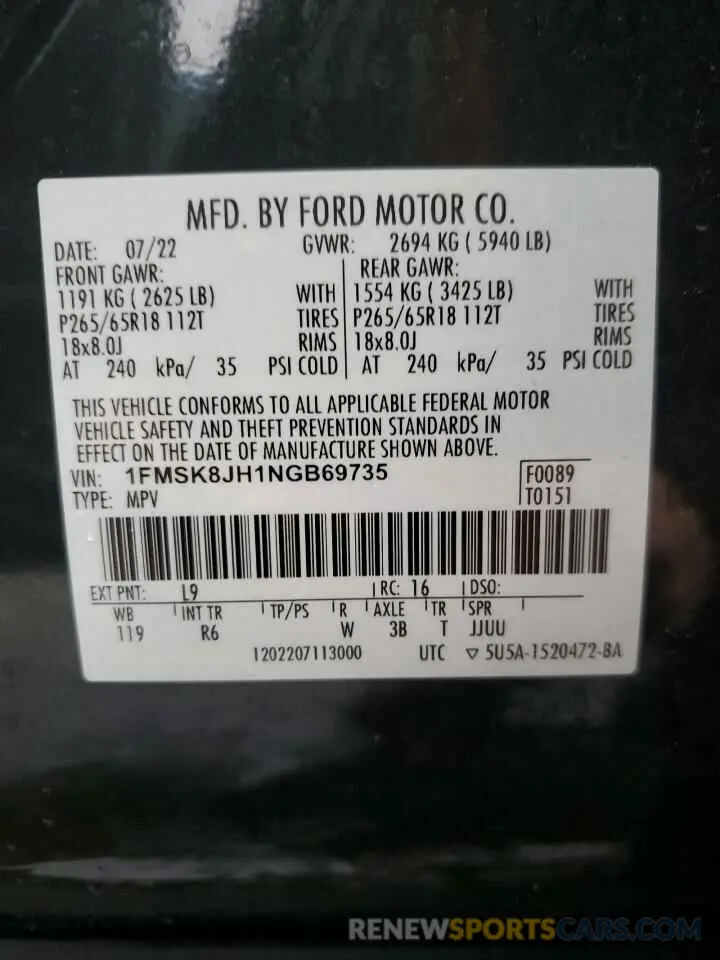 MFD. BY FORD MOTOR CO.
DATE: 07/22 GVWR: 2694 KG ( 5940 LB)
FRONT GAWR: REAR GAWR:
1191 KG ( 2625 LB) WITH 1554 KG ( 3425 LB) WITH
P265/65R18 112T TIRES P265/65R18 112T TIRES
18x8.0J RIMS 18x8.0J RIMS
AT 240 kPa/ 35 PSI COLD AT 240 kPa/ 35 PSI COLD
THIS VEHICLE CONFORMS TO ALL APPLICABLE FEDERAL MOTOR
VEHICLE SAFETY AND THEFT PREVENTION STANDARDS IN
EFFECT ON THE DATE OF MANUFACTURE SHOWN ABOVE.
VIN: 1FMSK8JH1NGB69735 F0089
TYPE: MPV T0151
EXT PNT: L9 RC: 16 DSO:
WB INT TR TP/PS R AXLE TR SPR
119 R6 W 3B T JJUU
1202207113000 UTC ▽ 5U5A-1520472-BA
RENEWSPORTSCARS.COM